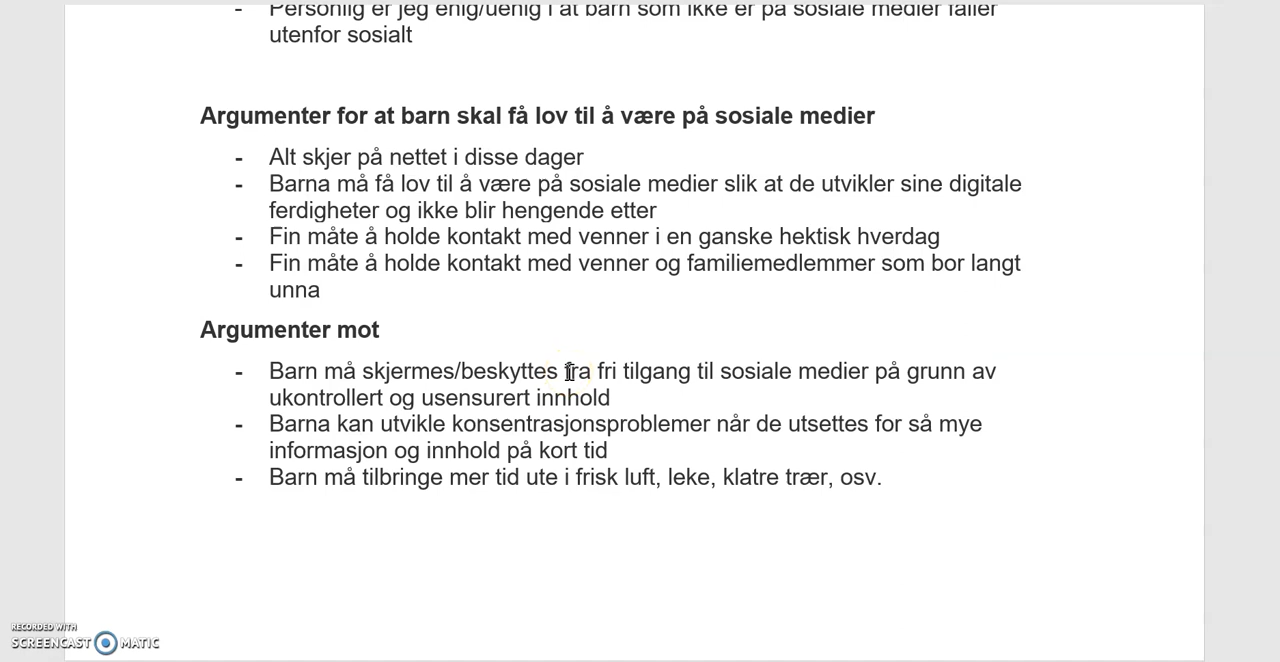 - Personlig er jeg enig/uenig i at barn som ikke er på sosiale medier faller
utenfor sosialt
Argumenter for at barn skal få lov til å være på sosiale medier
- Alt skjer på nettet i disse dager
- Barna må få lov til å være på sosiale medier slik at de utvikler sine digitale
ferdigheter og ikke blir hengende etter
- Fin måte å holde kontakt med venner i en ganske hektisk hverdag
- Fin måte å holde kontakt med venner og familiemedlemmer som bor langt
unna
Argumenter mot
- Barn må skjermes/beskyttes fra fri tilgang til sosiale medier på grunn av
ukontrollert og usensurert innhold
- Barna kan utvikle konsentrasjonsproblemer når de utsettes for så mye
informasjon og innhold på kort tid
- Barn må tilbringe mer tid ute i frisk luft, leke, klatre trær, osv.
RECORDED WITH
SCREENCAST MATIC